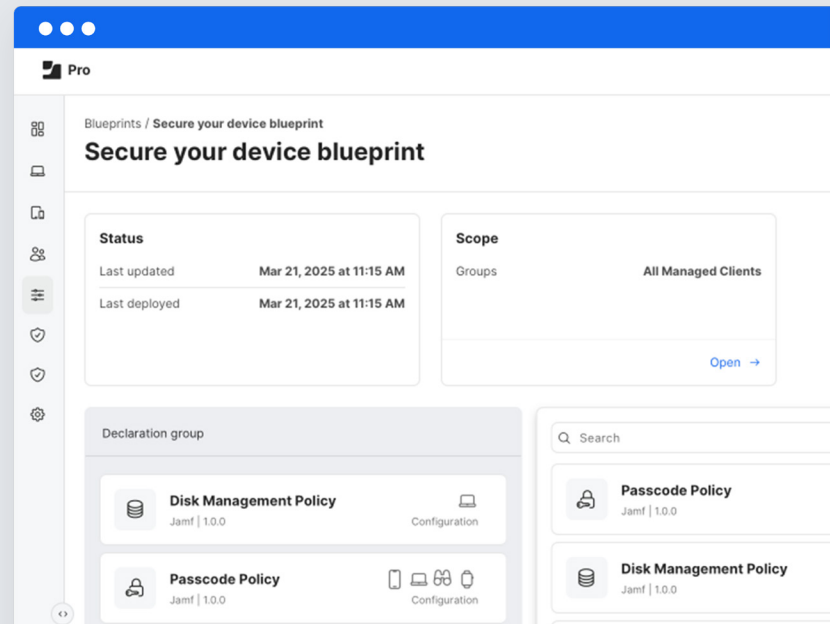 Pro
Blueprints / Secure your device blueprint
Secure your device blueprint
Status
Last updated Mar 21, 2025 at 11:15 AM
Last deployed Mar 21, 2025 at 11:15 AM
Scope
Groups All Managed Clients
Open →
Declaration group
Disk Management Policy
Jamf | 1.0.0
Configuration
Passcode Policy
Jamf | 1.0.0
Configuration
Search
Passcode Policy
Jamf | 1.0.0
Disk Management Policy
Jamf | 1.0.0